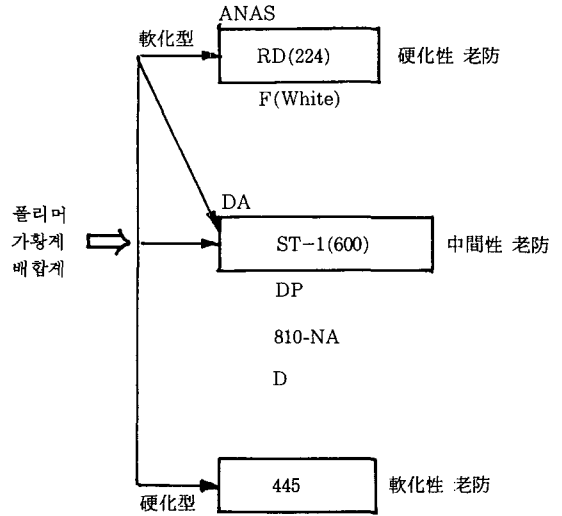 ANAS
軟化型
RD(224)
硬化性 老防
F(White)
DA
폴리머
가황계
배합계
ST-1(600)
中間性 老防
DP
810-NA
D
445
軟化性 老防
硬化型